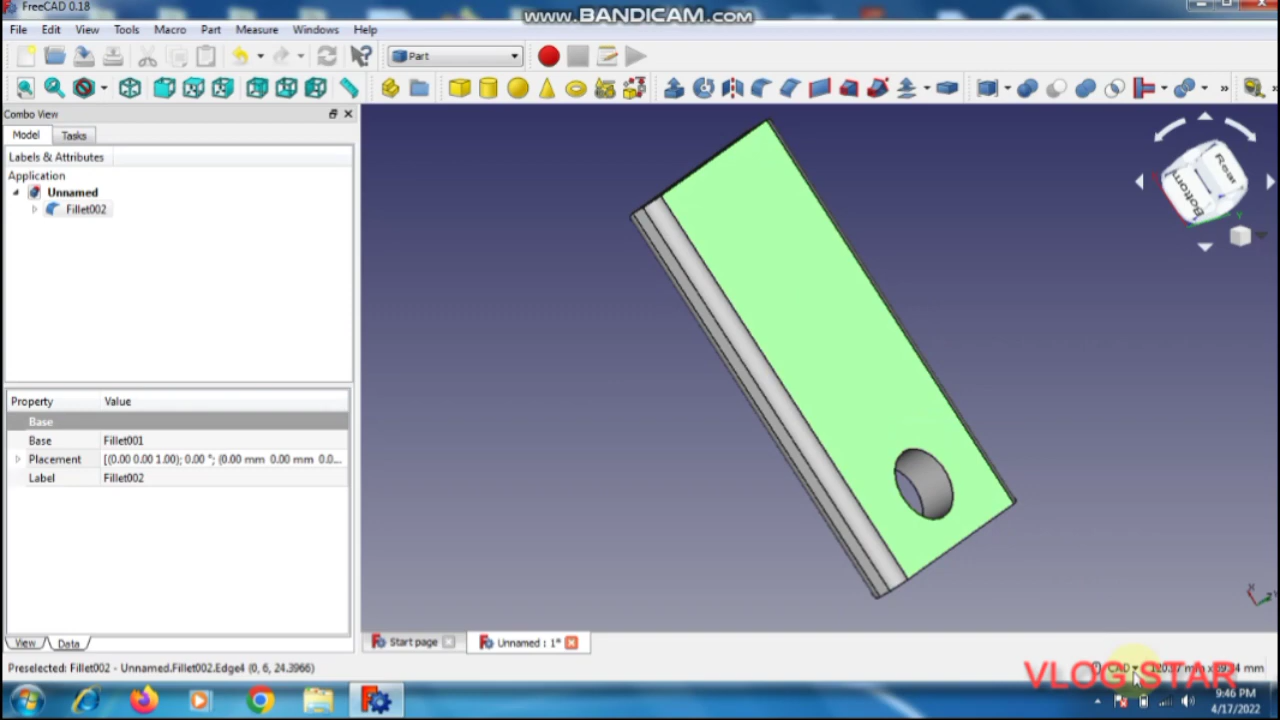 FreeCAD 0.18
www.BANDICAM.com
File Edit View Tools Macro Part Measure Windows Help
Part
Combo View
Model Tasks
Labels & Attributes
Application
Unnamed
Fillet002
Rear
Bottom
Property Value
Base
Base Fillet001
Placement [(0.00 0.00 1.00); 0.00 °; (0.00 mm 0.00 mm 0.0...
Label Fillet002
View Data
Start page Unnamed : 1*
Preselected: Fillet002 - Unnamed.Fillet002.Edge4 (0, 6, 24.3966)
CAD
VLOG STAR
9:46 PM
4/17/2022